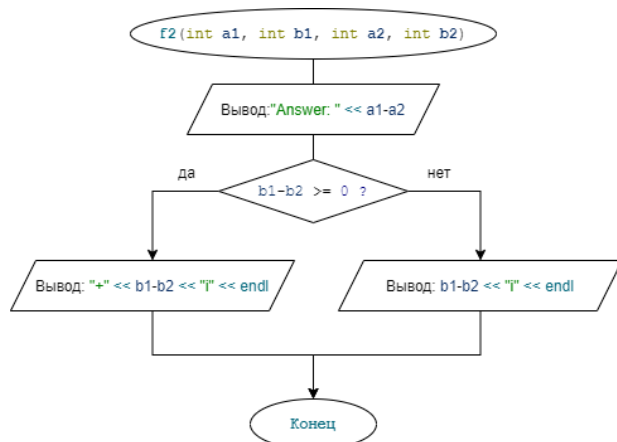 f2(int a1, int b1, int a2, int b2)
Вывод:"Answer: " << a1-a2
да
нет
b1-b2 >= 0 ?
Вывод: "+" << b1-b2 << "i" << endl
Вывод: b1-b2 << "i" << endl
Конец